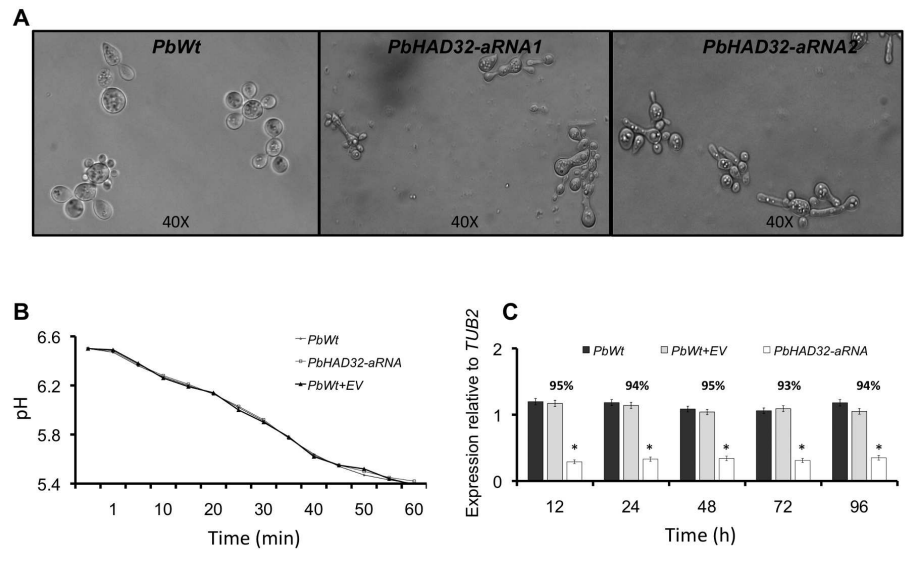 A
PbWt
PbHAD32-aRNA1
PbHAD32-aRNA2
40X
40X
40X
B
6.6
6.2
5.8
5.4
pH
PbWt
PbHAD32-aRNA
PbWt+EV
1 10 20 30 40 50 60
Time (min)
C
Expression relative to TUB2
2
1
0
PbWt PbWt+EV PbHAD32-aRNA
95% 94% 95% 93% 94%
* * * * *
12 24 48 72 96
Time (h)